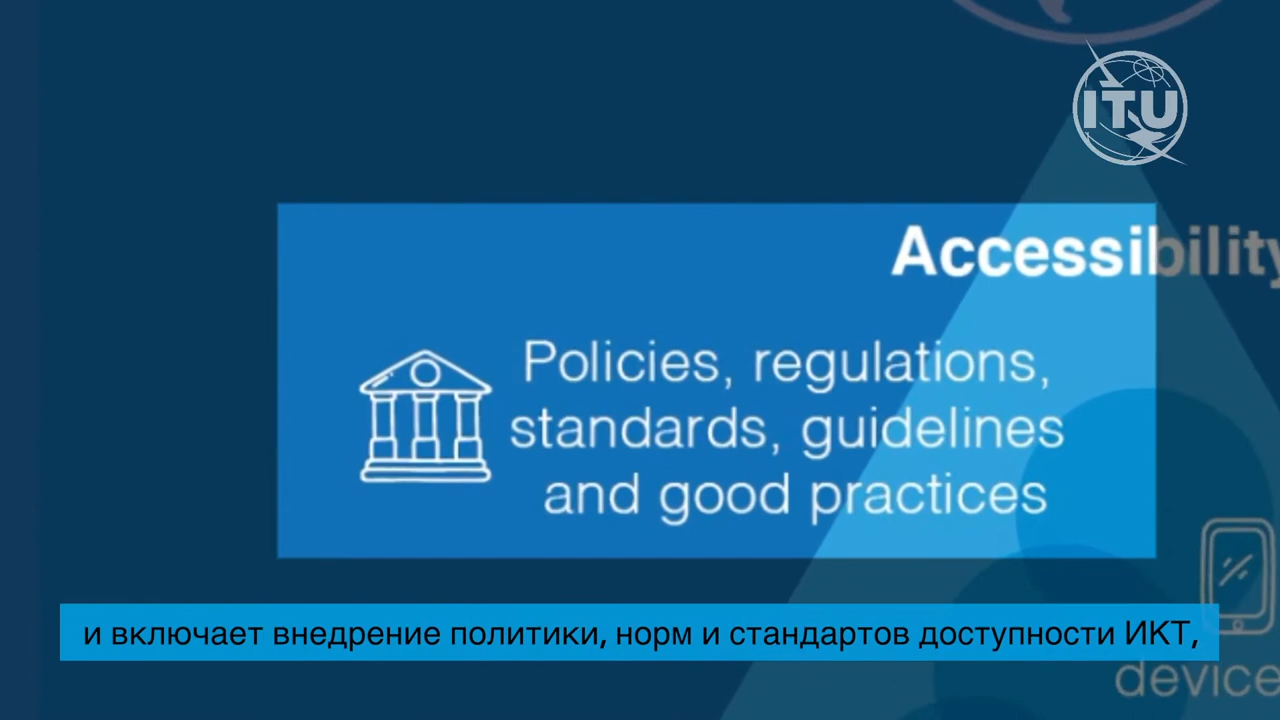 ITU
Accessibility
Policies, regulations,
standards, guidelines
and good practices
и включает внедрение политики, норм и стандартов доступности ИКТ,
device